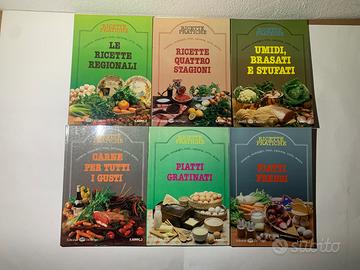 RICETTE
PRATICHE
LE
RICETTE
REGIONALI
RICETTE
PRATICHE
RICETTE
QUATTRO
STAGIONI
RICETTE
PRATICHE
UMIDI,
BRASATI
E STUFATI
RICETTE
PRATICHE
CARNE
PER TUTTI
I GUSTI
RICETTE
PRATICHE
PIATTI
GRATINATI
RICETTE
PRATICHE
PIATTI
FREDDI
subito